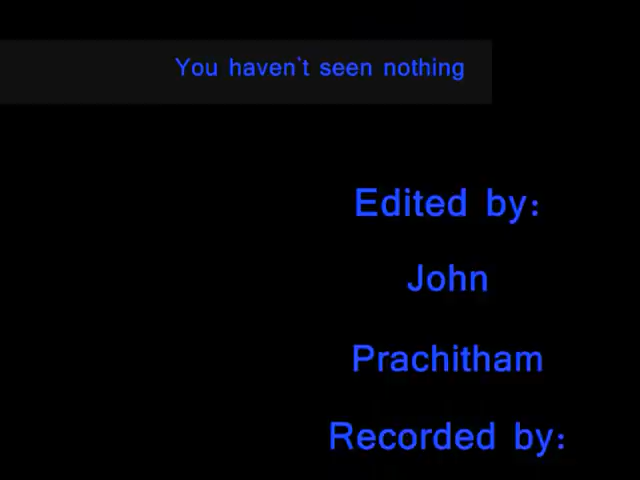 You haven`t seen nothing
Edited by:
John
Prachitham
Recorded by: